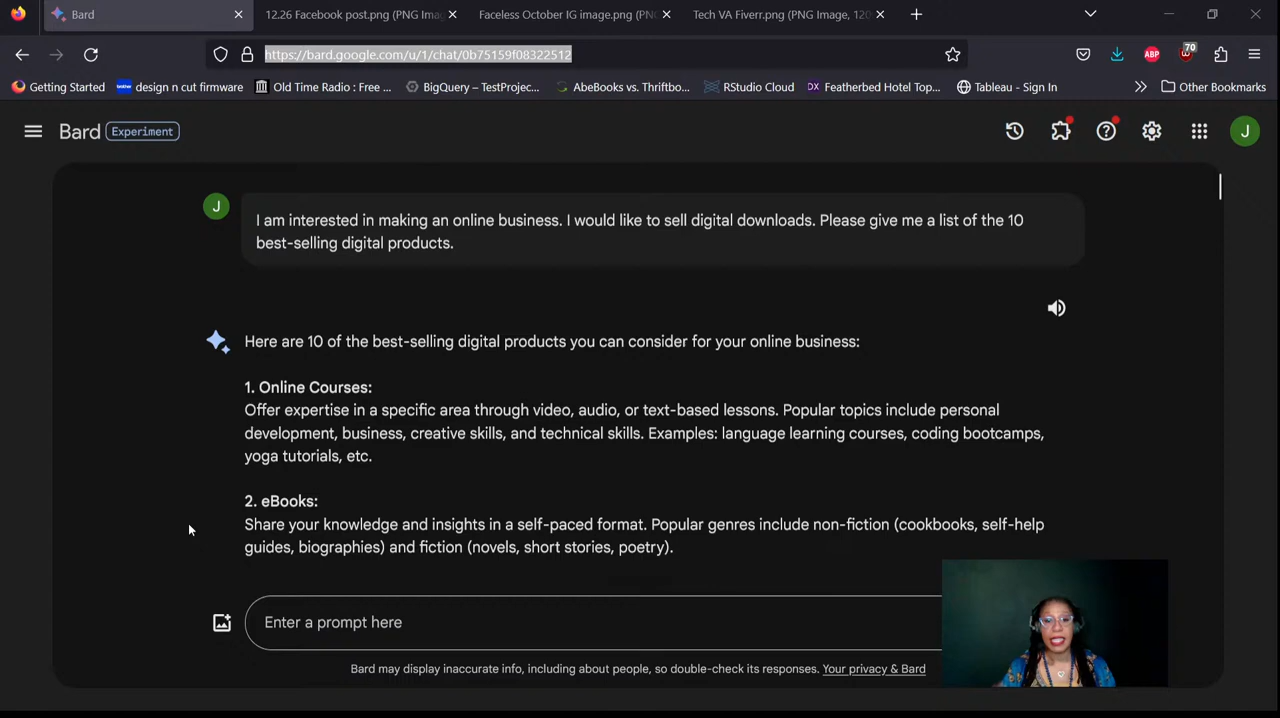 Bard
12.26 Facebook post.png (PNG Ima
Faceless October IG image.png (PN
Tech VA Fiverr.png (PNG Image, 120
https://bard.google.com/u/1/chat/0b75159f08322512
ABP
70
Getting Started
design n cut firmware
Old Time Radio : Free ...
BigQuery – TestProjec...
AbeBooks vs. Thriftbo...
RStudio Cloud
DX Featherbed Hotel Top...
Tableau - Sign In
Other Bookmarks
Bard Experiment
J
J
I am interested in making an online business. I would like to sell digital downloads. Please give me a list of the 10
best-selling digital products.
Here are 10 of the best-selling digital products you can consider for your online business:
1. Online Courses:
Offer expertise in a specific area through video, audio, or text-based lessons. Popular topics include personal
development, business, creative skills, and technical skills. Examples: language learning courses, coding bootcamps,
yoga tutorials, etc.
2. eBooks:
Share your knowledge and insights in a self-paced format. Popular genres include non-fiction (cookbooks, self-help
guides, biographies) and fiction (novels, short stories, poetry).
Enter a prompt here
Bard may display inaccurate info, including about people, so double-check its responses. Your privacy & Bard